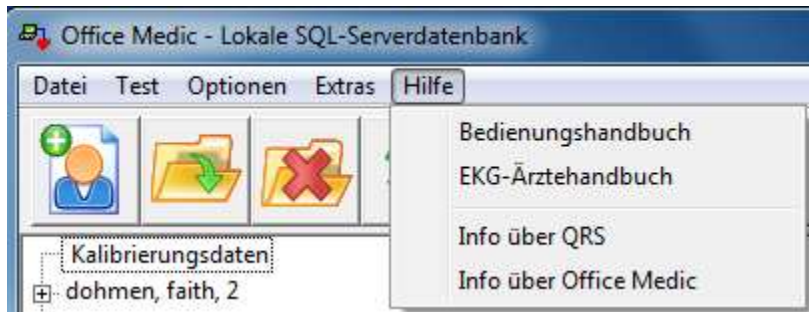 Office Medic - Lokale SQL-Serverdatenbank
Datei Test Optionen Extras Hilfe
Bedienungshandbuch
EKG-Ärztehandbuch
Info über QRS
Info über Office Medic
Kalibrierungsdaten
dohmen, faith, 2